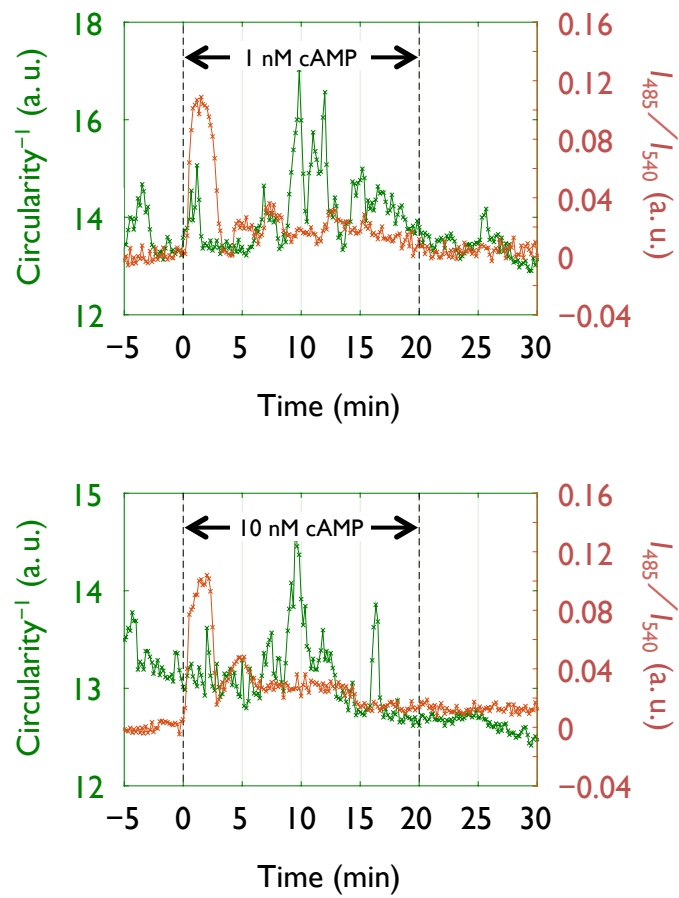 18
16
14
12
Circularity⁻¹ (a. u.)
1 nM cAMP
0.16
0.12
0.08
0.04
0
−0.04
I₄₈₅／I₅₄₀ (a. u.)
−5 0 5 10 15 20 25 30
Time (min)
15
14
13
12
Circularity⁻¹ (a. u.)
10 nM cAMP
0.16
0.12
0.08
0.04
0
−0.04
I₄₈₅／I₅₄₀ (a. u.)
−5 0 5 10 15 20 25 30
Time (min)